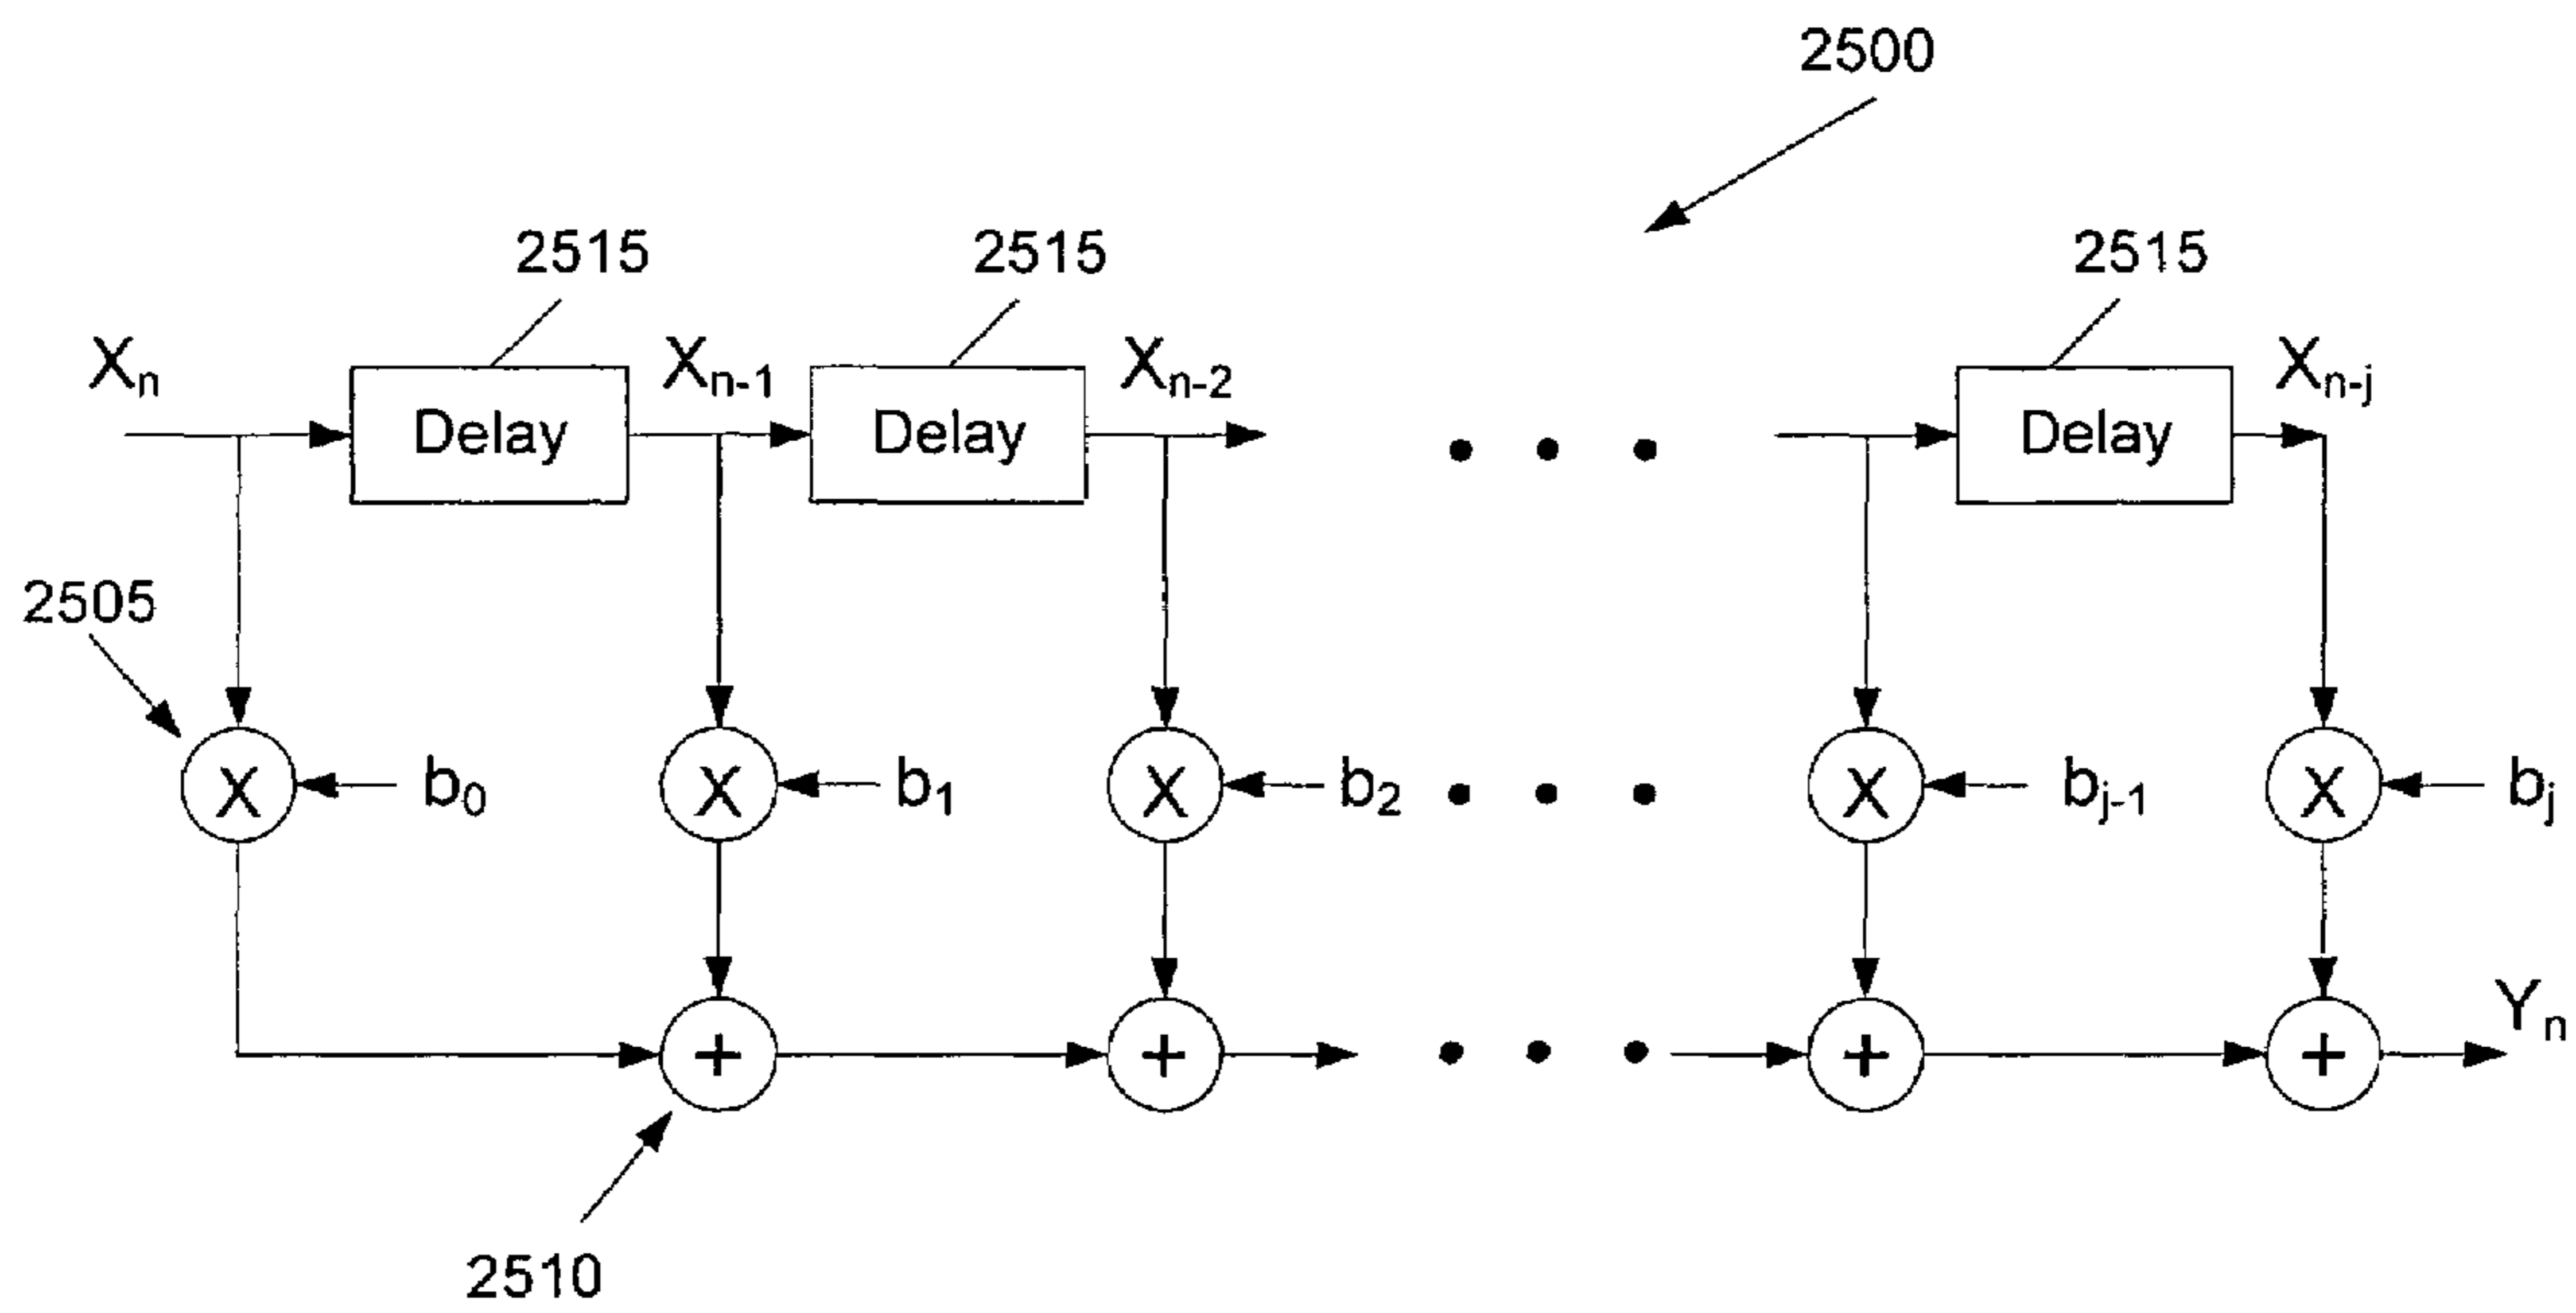 2500
2515 2515 2515
Xₙ Xₙ₋₁ Xₙ₋₂ Xₙ₋ⱼ
Delay Delay • • • Delay
2505
X b₀ X b₁ X b₂ • • • X bⱼ₋₁ X bⱼ
Yₙ
+ + • • • + +
2510